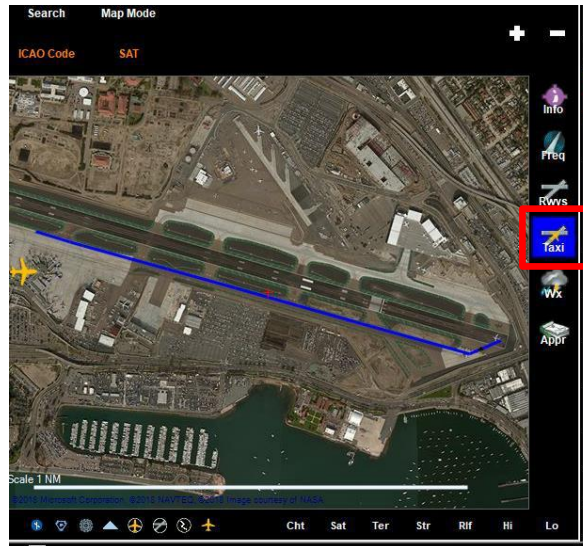 Search Map Mode
ICAO Code SAT
Info
Freq
Rwys
Taxi
Wx
Appr
Scale 1 NM
©2015 Microsoft Corporation, ©2015 NAVTEQ, ©2015 Image courtesy of NASA
Cht Sat Ter Str Rlf Hi Lo